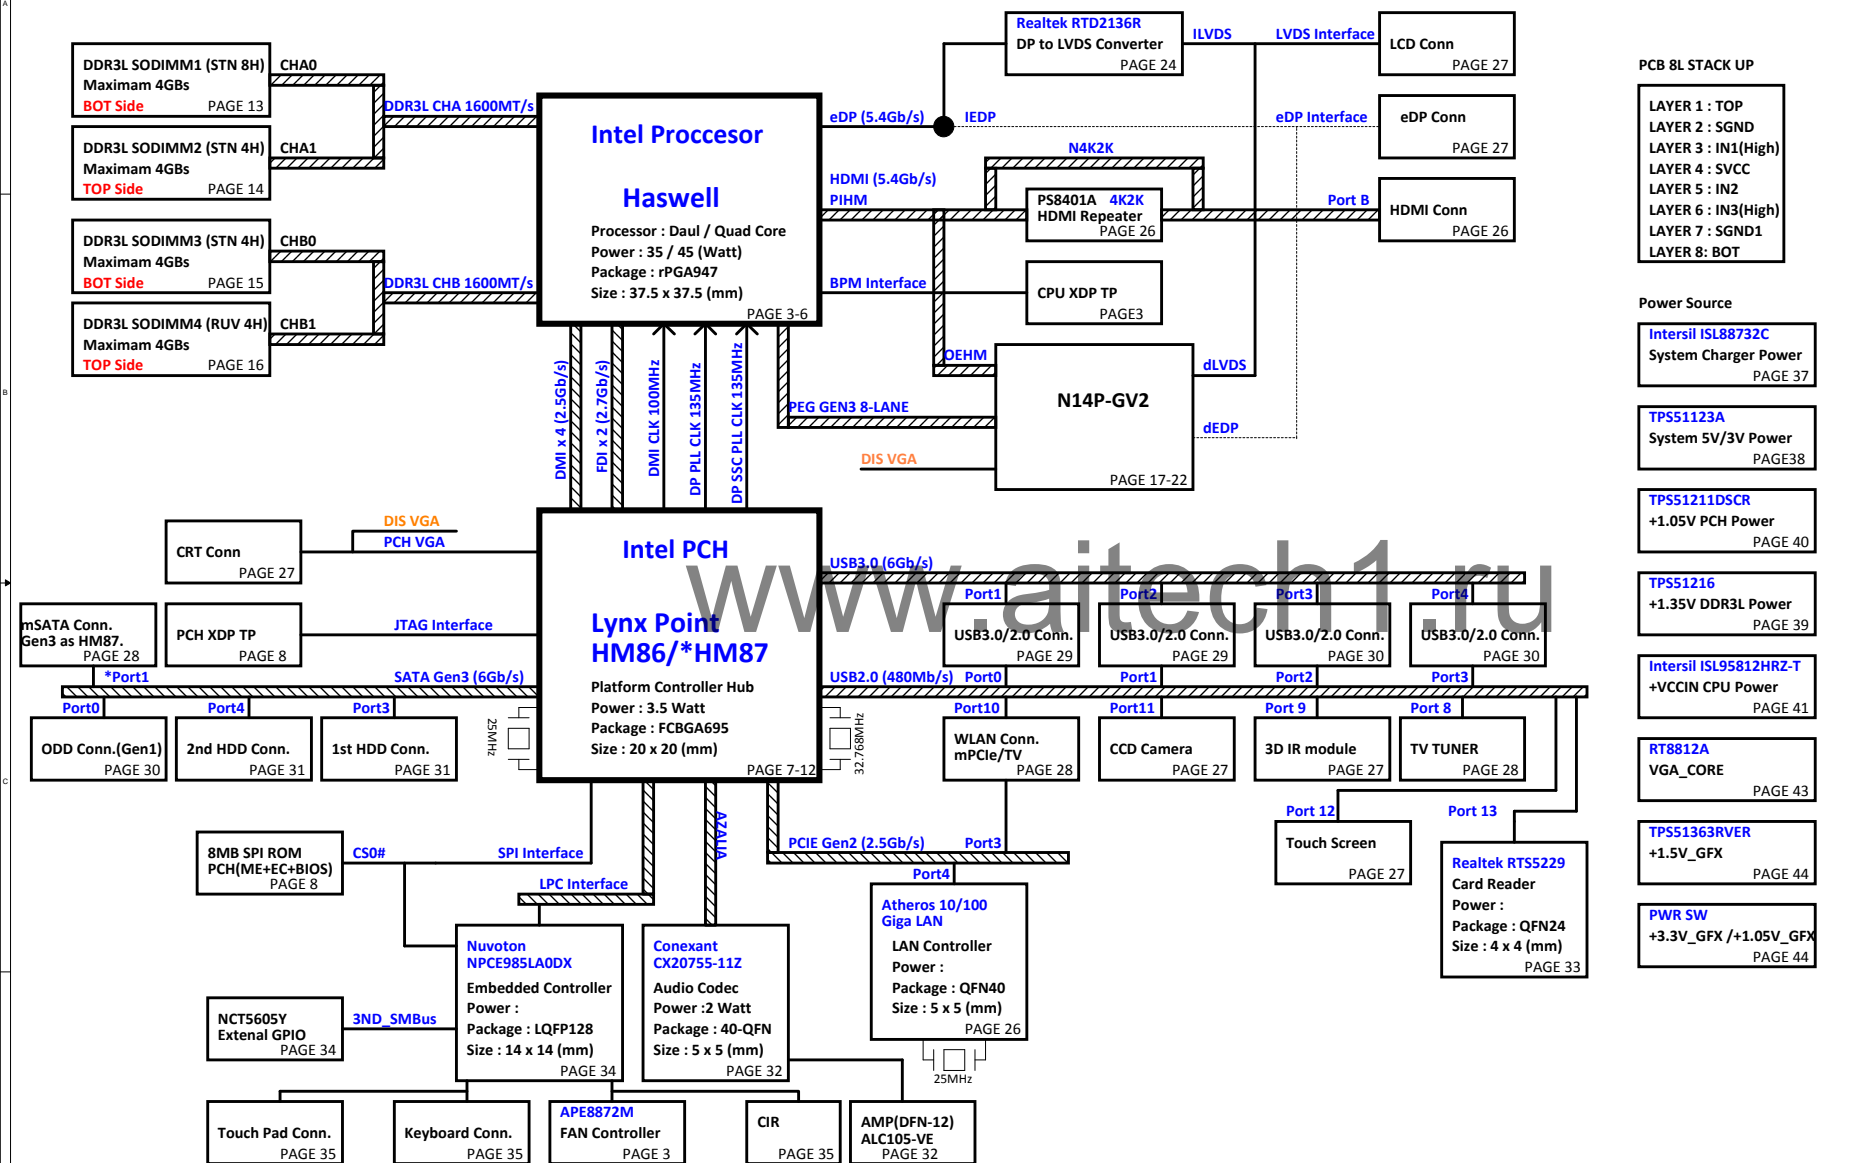 A
B
C
DDR3L SODIMM1 (STN 8H)
Maximam 4GBs
BOT Side PAGE 13
CHA0
DDR3L SODIMM2 (STN 4H)
Maximam 4GBs
TOP Side PAGE 14
CHA1
DDR3L CHA 1600MT/s
DDR3L SODIMM3 (STN 4H)
Maximam 4GBs
BOT Side PAGE 15
CHB0
DDR3L SODIMM4 (RUV 4H)
Maximam 4GBs
TOP Side PAGE 16
CHB1
DDR3L CHB 1600MT/s
Intel Proccesor
Haswell
Processor : Daul / Quad Core
Power : 35 / 45 (Watt)
Package : rPGA947
Size : 37.5 x 37.5 (mm)
PAGE 3-6
eDP (5.4Gb/s)
IEDP
eDP Interface
Realtek RTD2136R
DP to LVDS Converter
PAGE 24
ILVDS
LVDS Interface
LCD Conn
PAGE 27
eDP Conn
PAGE 27
N4K2K
HDMI (5.4Gb/s)
PIHM
PS8401A 4K2K
HDMI Repeater
PAGE 26
Port B
HDMI Conn
PAGE 26
BPM Interface
CPU XDP TP
PAGE3
OEHM
PEG GEN3 8-LANE
DIS VGA
N14P-GV2
PAGE 17-22
dLVDS
dEDP
DMI x 4 (2.5Gb/s)
FDI x 2 (2.7Gb/s)
DMI CLK 100MHz
DP PLL CLK 135MHz
DP SSC PLL CLK 135MHz
PCB 8L STACK UP
LAYER 1 : TOP
LAYER 2 : SGND
LAYER 3 : IN1(High)
LAYER 4 : SVCC
LAYER 5 : IN2
LAYER 6 : IN3(High)
LAYER 7 : SGND1
LAYER 8: BOT
Power Source
Intersil ISL88732C
System Charger Power
PAGE 37
TPS51123A
System 5V/3V Power
PAGE38
TPS51211DSCR
+1.05V PCH Power
PAGE 40
TPS51216
+1.35V DDR3L Power
PAGE 39
Intersil ISL95812HRZ-T
+VCCIN CPU Power
PAGE 41
RT8812A
VGA_CORE
PAGE 43
TPS51363RVER
+1.5V_GFX
PAGE 44
PWR SW
+3.3V_GFX /+1.05V_GFX
PAGE 44
CRT Conn
PAGE 27
DIS VGA
PCH VGA
PCH XDP TP
PAGE 8
JTAG Interface
mSATA Conn.
Gen3 as HM87.
PAGE 28
*Port1
SATA Gen3 (6Gb/s)
Port0
Port4
Port3
ODD Conn.(Gen1)
PAGE 30
2nd HDD Conn.
PAGE 31
1st HDD Conn.
PAGE 31
25MHz
Intel PCH
Lynx Point
HM86/*HM87
Platform Controller Hub
Power : 3.5 Watt
Package : FCBGA695
Size : 20 x 20 (mm)
PAGE 7-12
32.768MHz
www.aitech1.ru
USB3.0 (6Gb/s)
Port1
Port2
Port3
Port4
USB3.0/2.0 Conn.
PAGE 29
USB3.0/2.0 Conn.
PAGE 29
USB3.0/2.0 Conn.
PAGE 30
USB3.0/2.0 Conn.
PAGE 30
USB2.0 (480Mb/s)
Port0
Port1
Port2
Port3
Port10
Port11
Port 9
Port 8
WLAN Conn.
mPCIe/TV
PAGE 28
CCD Camera
PAGE 27
3D IR module
PAGE 27
TV TUNER
PAGE 28
Port 12
Touch Screen
PAGE 27
Port 13
Realtek RTS5229
Card Reader
Power :
Package : QFN24
Size : 4 x 4 (mm)
PAGE 33
PCIE Gen2 (2.5Gb/s)
Port3
Port4
Atheros 10/100
Giga LAN
LAN Controller
Power :
Package : QFN40
Size : 5 x 5 (mm)
PAGE 26
25MHz
8MB SPI ROM
PCH(ME+EC+BIOS)
PAGE 8
CS0#
SPI Interface
LPC Interface
AZALIA
Nuvoton
NPCE985LA0DX
Embedded Controller
Power :
Package : LQFP128
Size : 14 x 14 (mm)
PAGE 34
Conexant
CX20755-11Z
Audio Codec
Power :2 Watt
Package : 40-QFN
Size : 5 x 5 (mm)
PAGE 32
NCT5605Y
Extenal GPIO
PAGE 34
3ND_SMBus
Touch Pad Conn.
PAGE 35
Keyboard Conn.
PAGE 35
APE8872M
FAN Controller
PAGE 3
CIR
PAGE 35
AMP(DFN-12)
ALC105-VE
PAGE 32